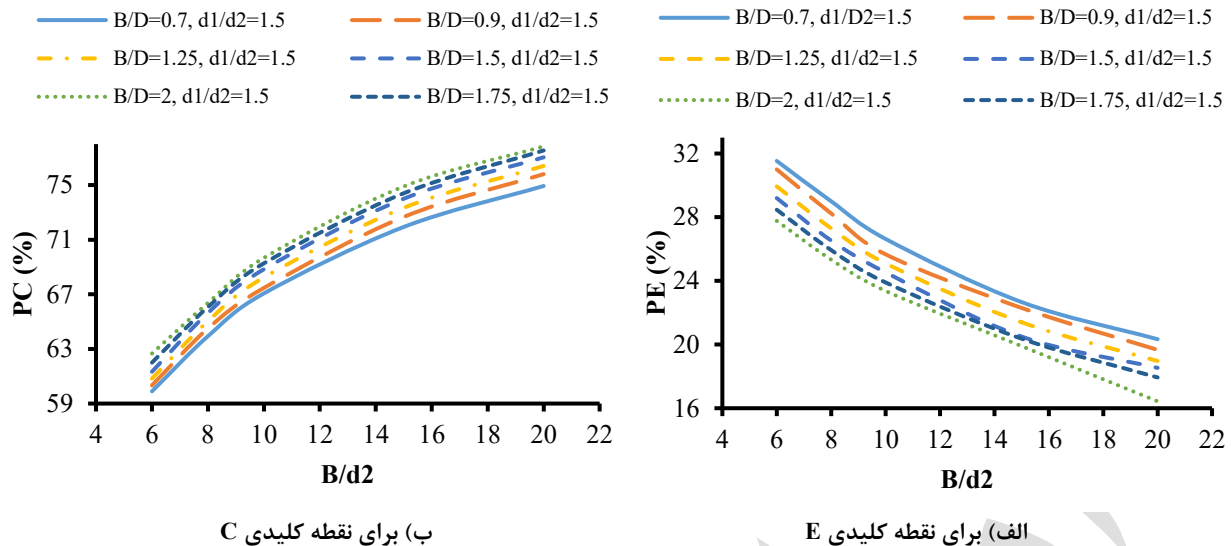 B/D=0.7, d1/d2=1.5 B/D=0.9, d1/d2=1.5
B/D=1.25, d1/d2=1.5 B/D=1.5, d1/d2=1.5
B/D=2, d1/d2=1.5 B/D=1.75, d1/d2=1.5
PC (%)
75
71
67
63
59
4 6 8 10 12 14 16 18 20 22
B/d2
ب) برای نقطه کلیدی C
B/D=0.7, d1/D2=1.5 B/D=0.9, d1/d2=1.5
B/D=1.25, d1/d2=1.5 B/D=1.5, d1/d2=1.5
B/D=2, d1/d2=1.5 B/D=1.75, d1/d2=1.5
PE (%)
32
28
24
20
16
4 6 8 10 12 14 16 18 20 22
B/d2
الف) برای نقطه کلیدی E